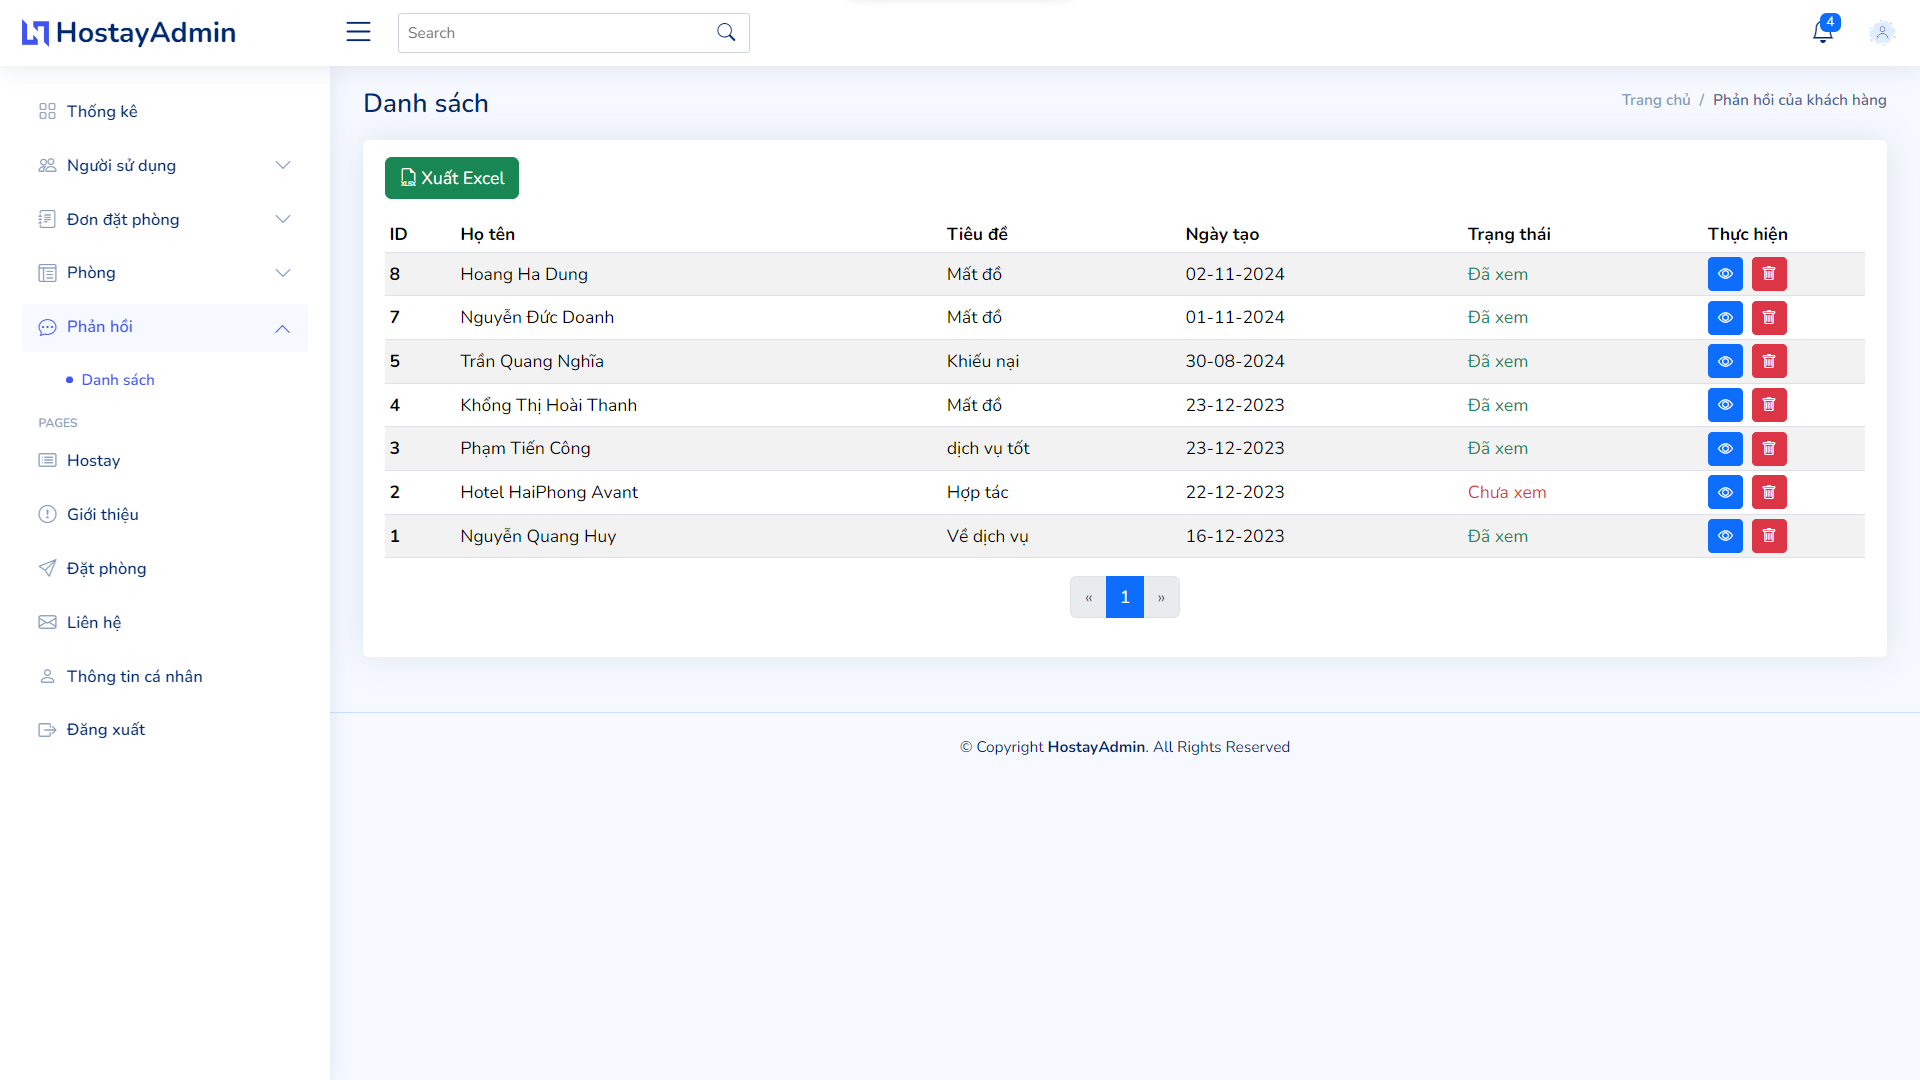 HostayAdmin
Search
4
Thống kê
Người sử dụng
Đơn đặt phòng
Phòng
Phản hồi
Danh sách
PAGES
Hostay
Giới thiệu
Đặt phòng
Liên hệ
Thông tin cá nhân
Đăng xuất
Danh sách
Trang chủ / Phản hồi của khách hàng
XLSX Xuất Excel
ID Họ tên Tiêu đề Ngày tạo Trạng thái Thực hiện
8 Hoang Ha Dung Mất đồ 02-11-2024 Đã xem
7 Nguyễn Đức Doanh Mất đồ 01-11-2024 Đã xem
5 Trần Quang Nghĩa Khiếu nại 30-08-2024 Đã xem
4 Khổng Thị Hoài Thanh Mất đồ 23-12-2023 Đã xem
3 Phạm Tiến Công dịch vụ tốt 23-12-2023 Đã xem
2 Hotel HaiPhong Avant Hợp tác 22-12-2023 Chưa xem
1 Nguyễn Quang Huy Về dịch vụ 16-12-2023 Đã xem
« 1 »
© Copyright HostayAdmin. All Rights Reserved